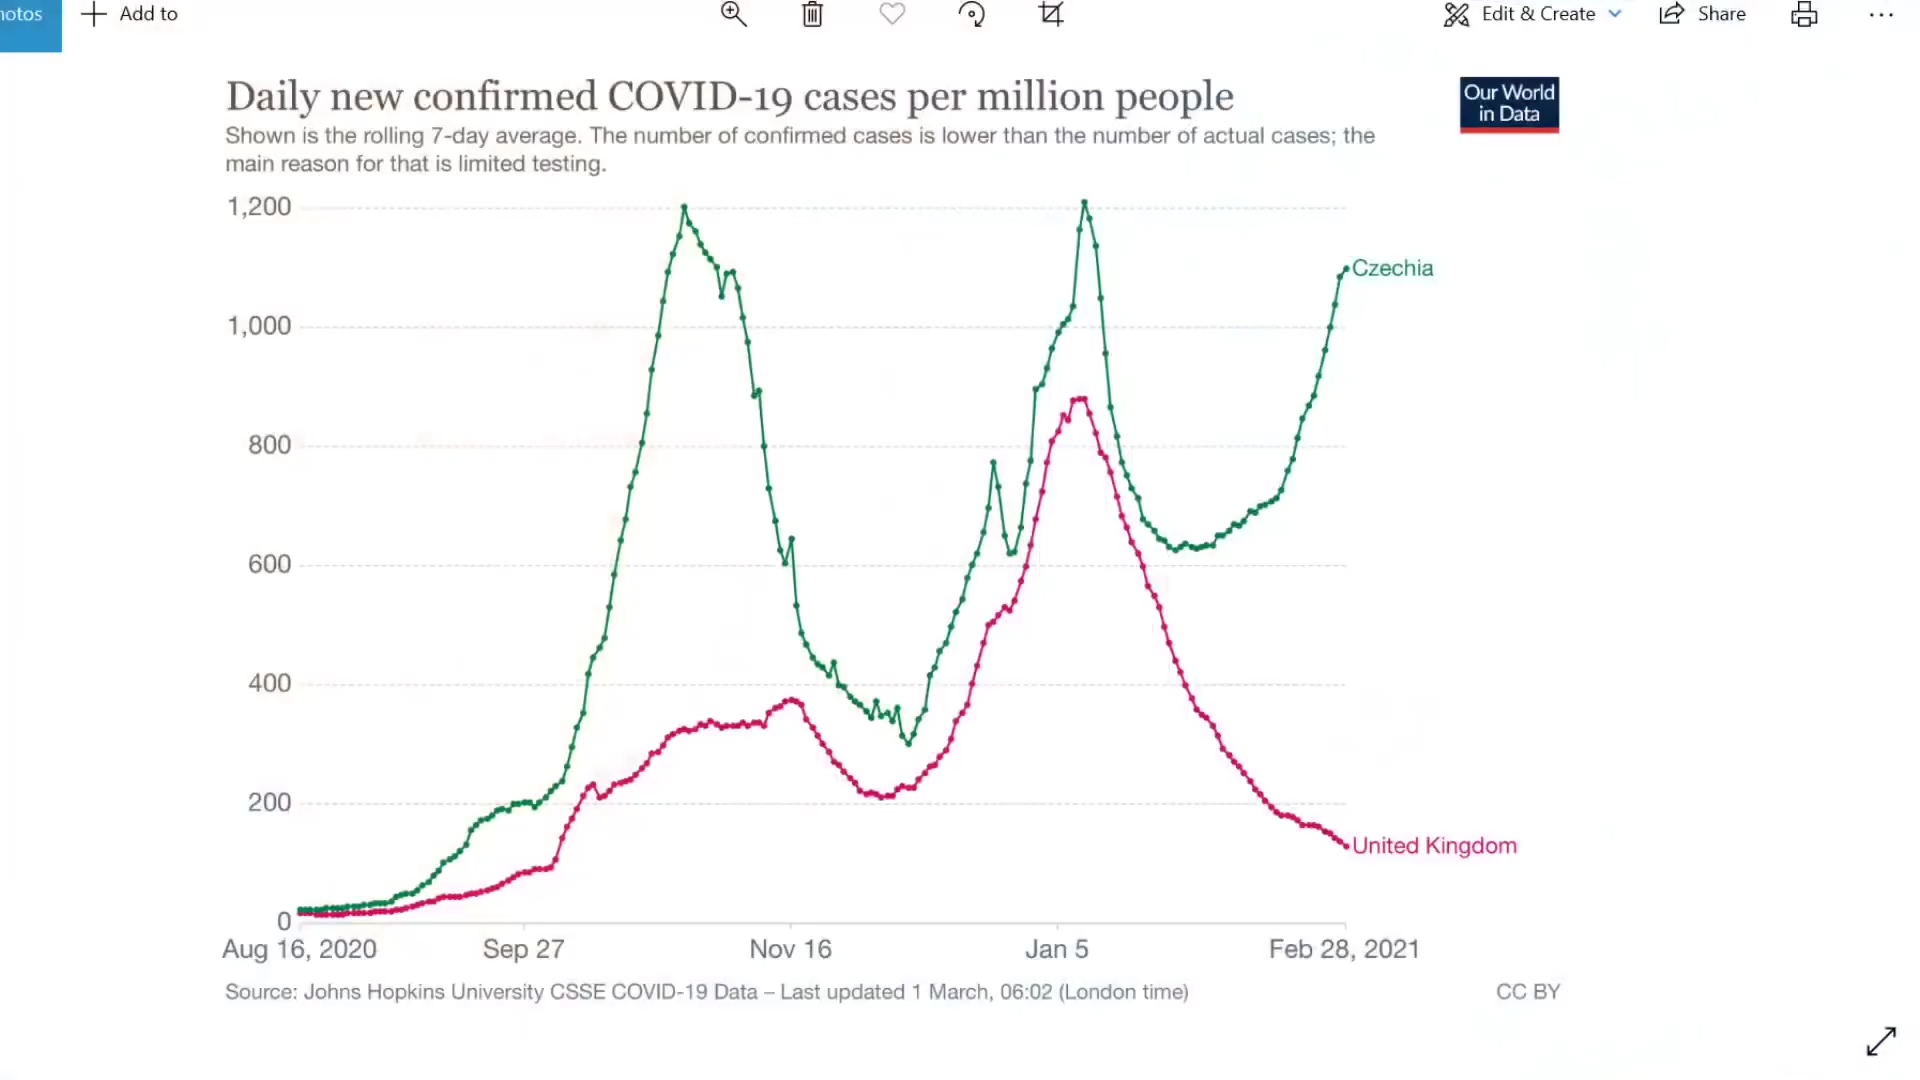 Add to
Edit & Create
Share
Daily new confirmed COVID-19 cases per million people
Our World
in Data
Shown is the rolling 7-day average. The number of confirmed cases is lower than the number of actual cases; the
main reason for that is limited testing.
1,200
Czechia
1,000
800
600
400
200
United Kingdom
0
Aug 16, 2020
Sep 27
Nov 16
Jan 5
Feb 28, 2021
Source: Johns Hopkins University CSSE COVID-19 Data – Last updated 1 March, 06:02 (London time)
CC BY